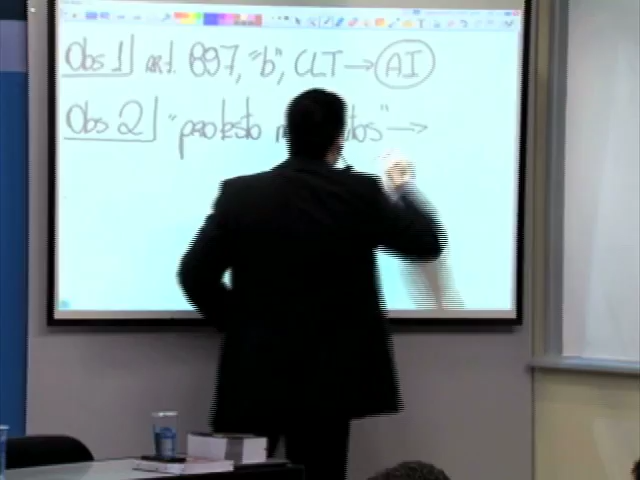 Obs 1 art. 897, "b", CLT → AI
Obs 2 "protesto →